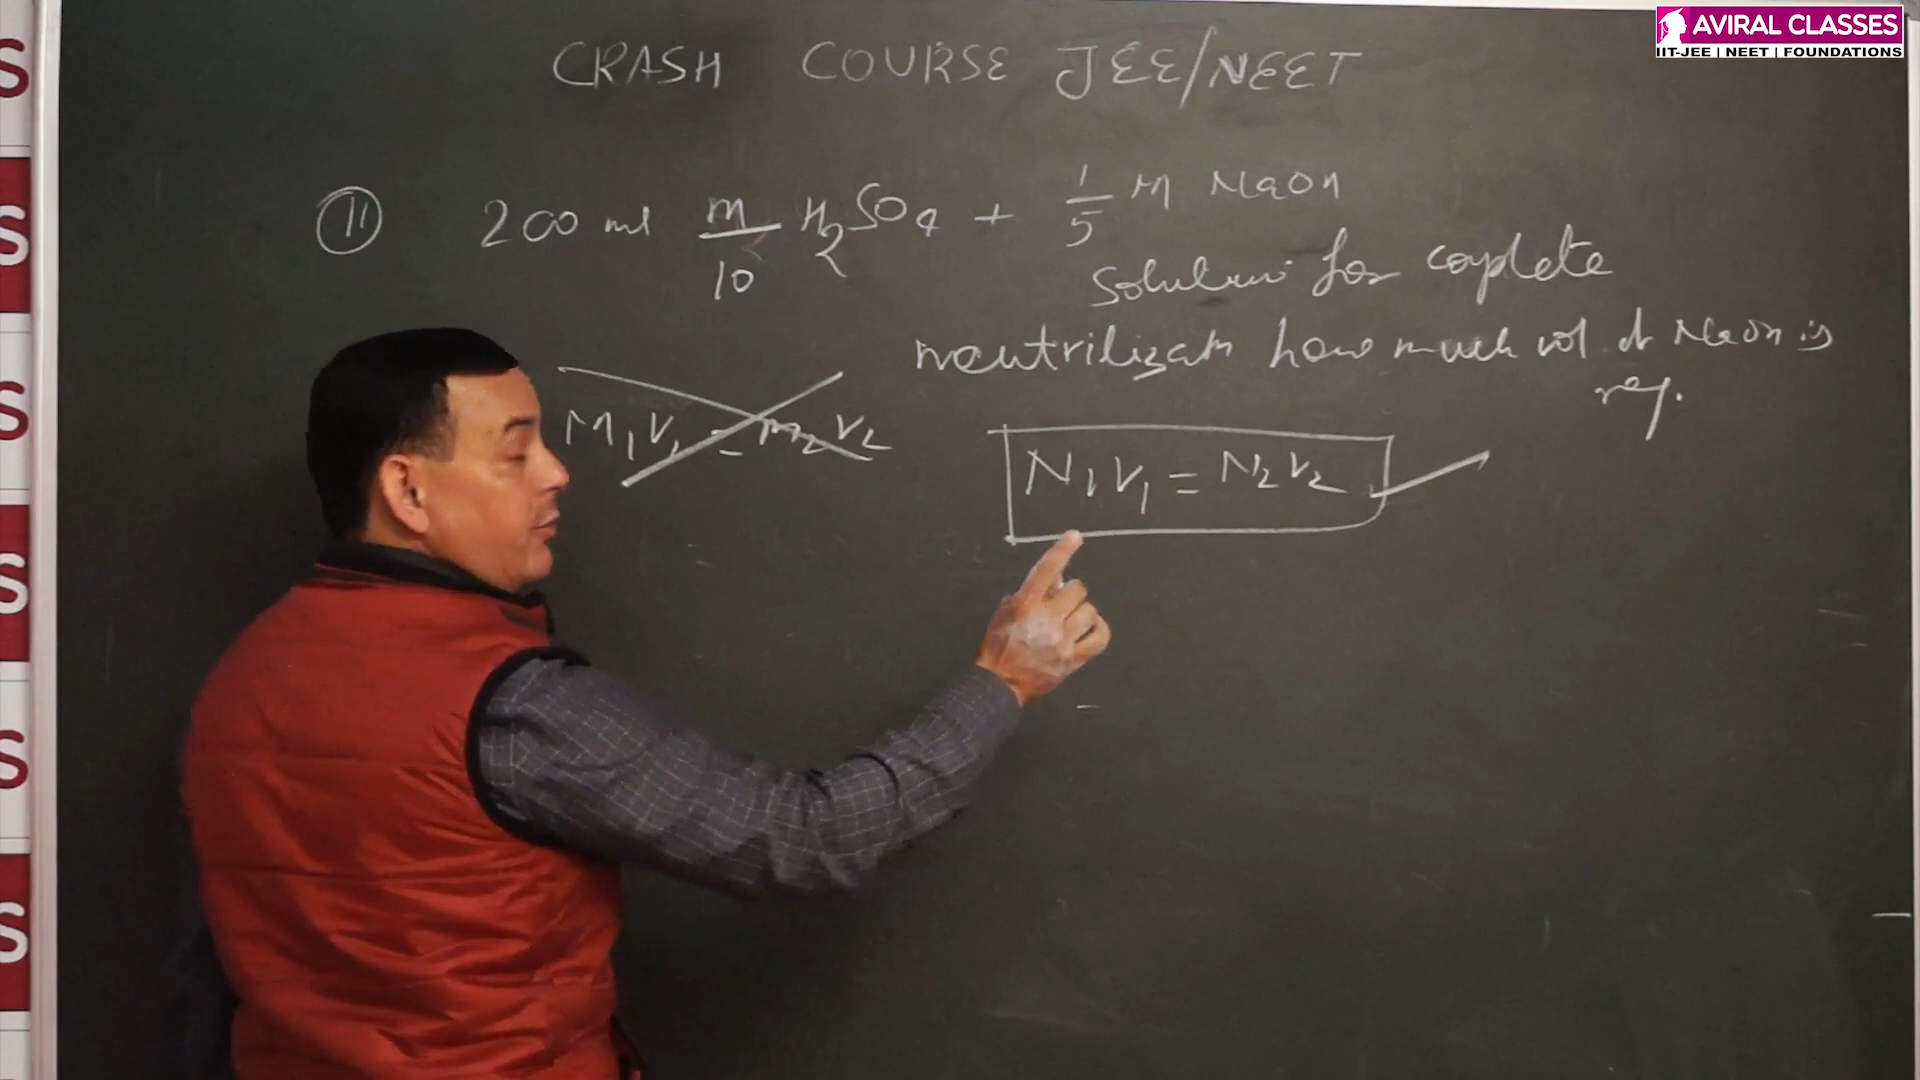 AVIRAL CLASSES
IIT-JEE | NEET | FOUNDATIONS
CRASH COURSE JEE/NEET
11 200 ml M/10 H2SO4 + 1/5 M NaOH
Solution for complete
neutrilizatn how much vol of NaOH is
req.
M1V1 = M2V2
N1V1 = N2V2
S
S
S
S
S
S